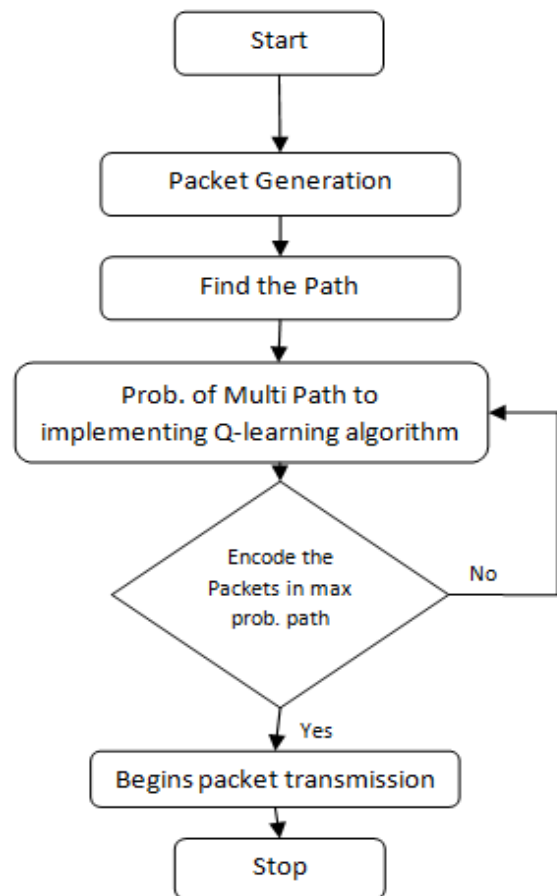 Start
Packet Generation
Find the Path
Prob. of Multi Path to
implementing Q-learning algorithm
Encode the
Packets in max
prob. path
No
Yes
Begins packet transmission
Stop